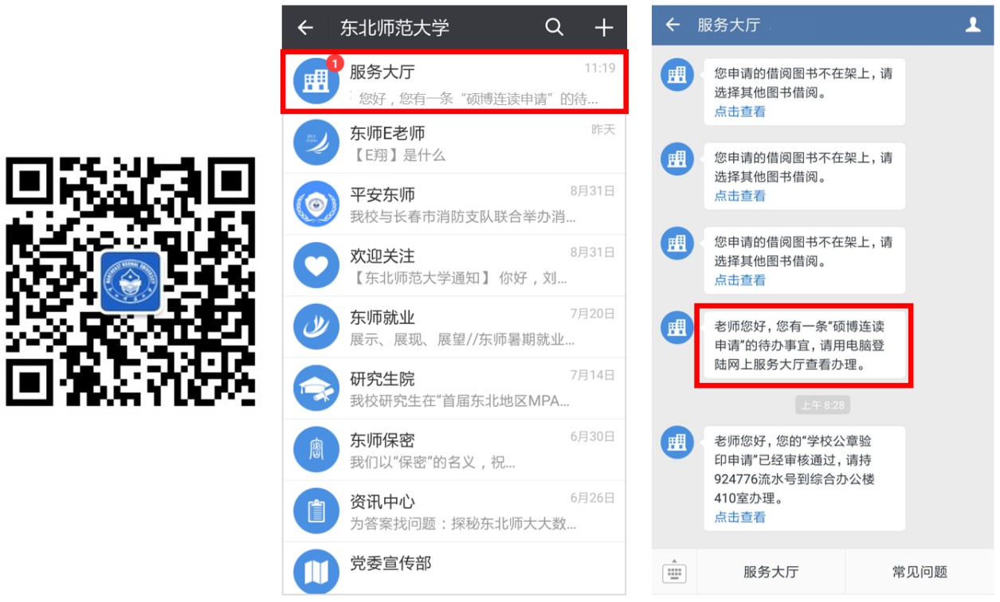 东北师范大学
1
服务大厅
11:19
您好,您有一条“硕博连读申请”的待...
东师E老师
昨天
【E翔】是什么
平安东师
8月31日
我校与长春市消防支队联合举办消...
欢迎关注
8月31日
【东北师范大学通知】 你好,刘...
东师就业
7月20日
展示、展现、展望//东师暑期就业...
研究生院
7月14日
我校研究生在“首届东北地区MPA...
东师保密
6月30日
我们以“保密”的名义,祝...
资讯中心
6月26日
为答案找问题:探秘东北师大大数...
党委宣传部
服务大厅
您申请的借阅图书不在架上,请
选择其他图书借阅。
点击查看
您申请的借阅图书不在架上,请
选择其他图书借阅。
点击查看
您申请的借阅图书不在架上,请
选择其他图书借阅。
点击查看
老师您好,您有一条“硕博连读
申请”的待办事宜,请用电脑登
陆网上服务大厅查看办理。
上午 8:28
老师您好,您的“学校公章验
印申请”已经审核通过,请持
924776流水号到综合办公楼
410室办理。
点击查看
服务大厅
常见问题
NORTHEAST NORMAL UNIVERSITY